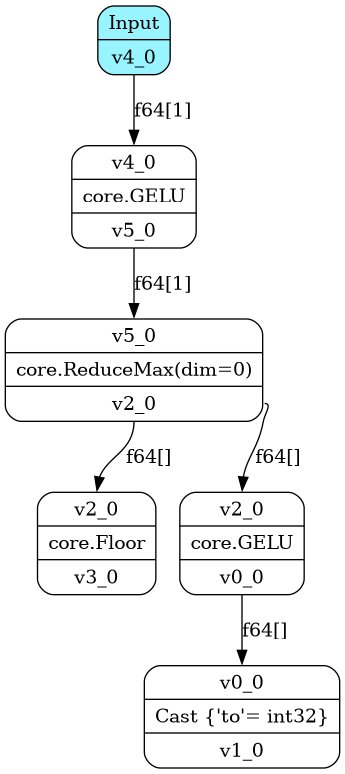 Input
v4_0
f64[1]
v4_0
core.GELU
v5_0
f64[1]
v5_0
core.ReduceMax(dim=0)
v2_0
f64[]
f64[]
v2_0
core.Floor
v3_0
v2_0
core.GELU
v0_0
f64[]
v0_0
Cast {'to'= int32}
v1_0